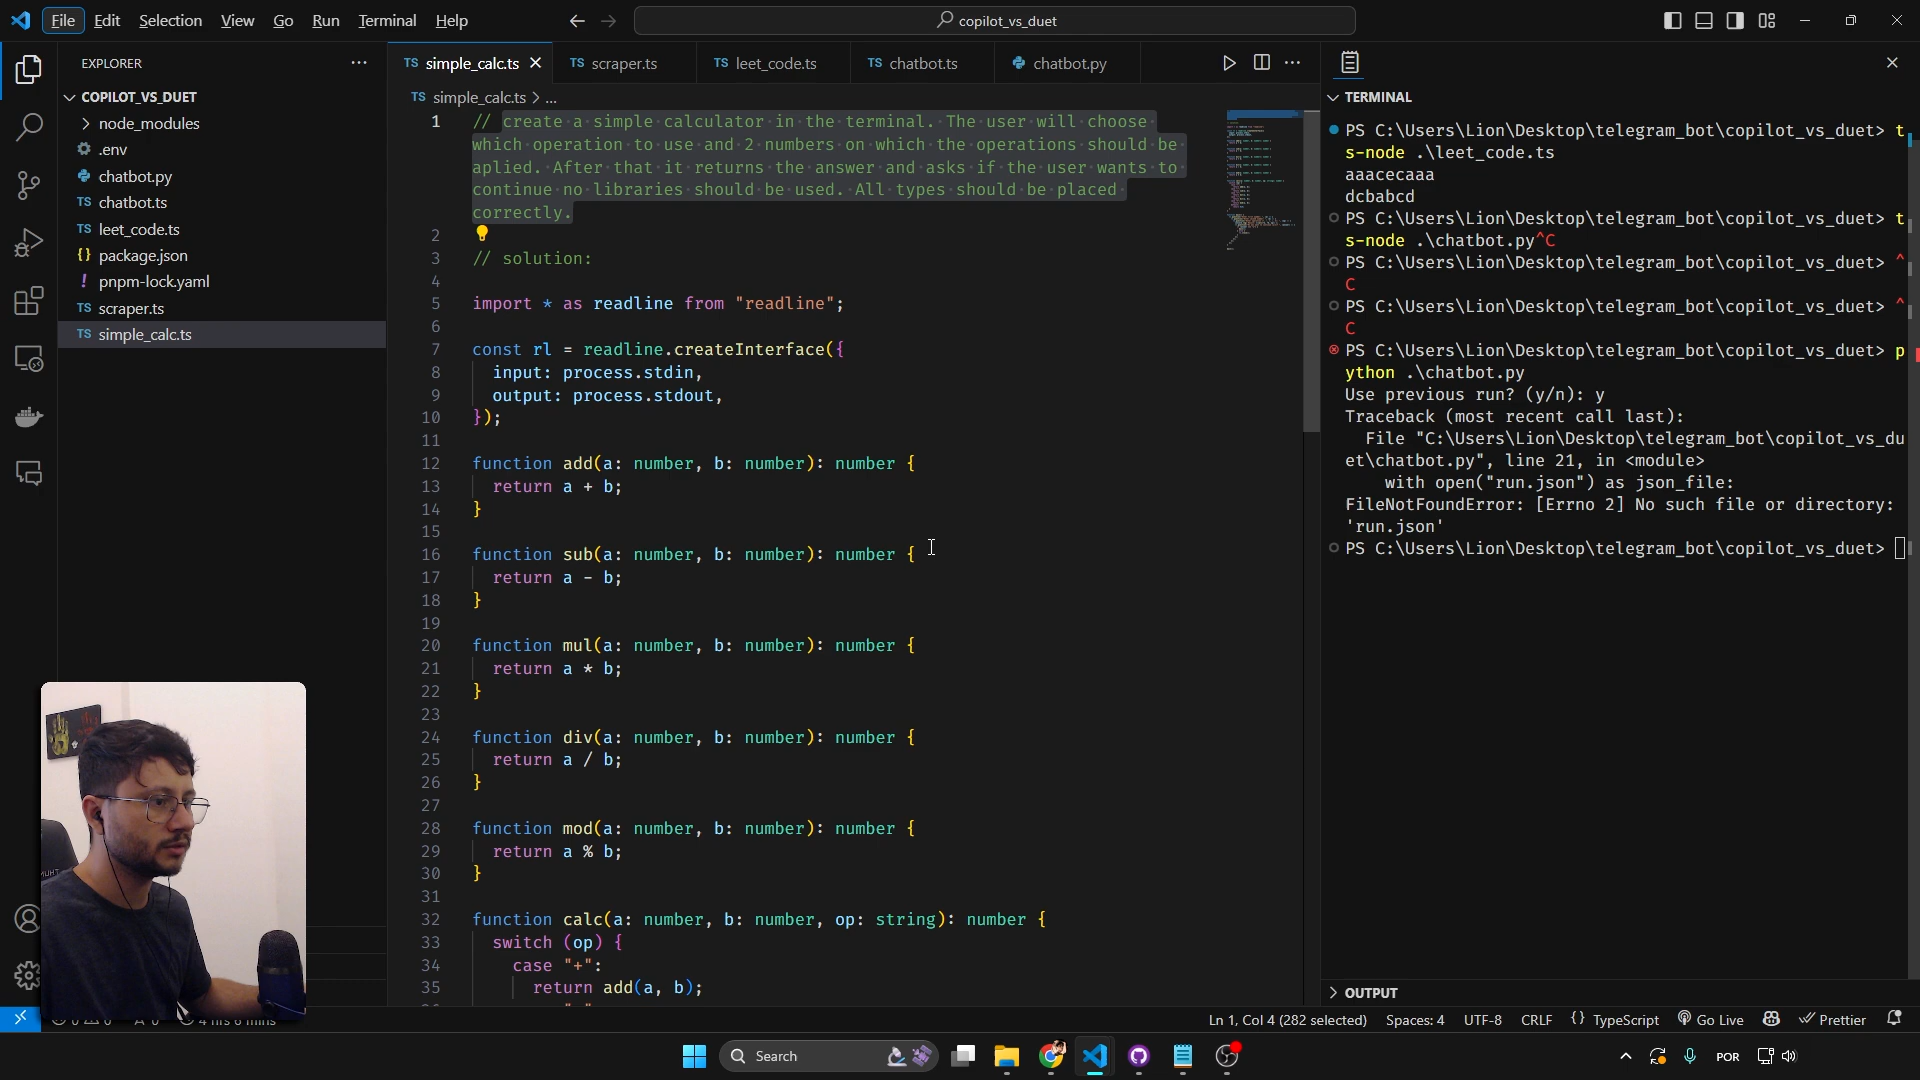 File Edit Selection View Go Run Terminal Help
copilot_vs_duet
EXPLORER
COPILOT_VS_DUET
node_modules
.env
chatbot.py
TS chatbot.ts
TS leet_code.ts
{} package.json
! pnpm-lock.yaml
TS scraper.ts
TS simple_calc.ts
TS simple_calc.ts
TS scraper.ts
TS leet_code.ts
TS chatbot.ts
chatbot.py
TS simple_calc.ts > ...
1 // create a simple calculator in the terminal. The user will choose
which operation to use and 2 numbers on which the operations should be
aplied. After that it returns the answer and asks if the user wants to
continue no libraries should be used. All types should be placed
correctly.
2
3 // solution:
4
5 import * as readline from "readline";
6
7 const rl = readline.createInterface({
8 input: process.stdin,
9 output: process.stdout,
10 });
11
12 function add(a: number, b: number): number {
13 return a + b;
14 }
15
16 function sub(a: number, b: number): number {
17 return a - b;
18 }
19
20 function mul(a: number, b: number): number {
21 return a * b;
22 }
23
24 function div(a: number, b: number): number {
25 return a / b;
26 }
27
28 function mod(a: number, b: number): number {
29 return a % b;
30 }
31
32 function calc(a: number, b: number, op: string): number {
33 switch (op) {
34 case "+":
35 return add(a, b);
TERMINAL
PS C:\Users\Lion\Desktop\telegram_bot\copilot_vs_duet> t
s-node .\leet_code.ts
aaacecaaa
dcbabcd
PS C:\Users\Lion\Desktop\telegram_bot\copilot_vs_duet> t
s-node .\chatbot.py^C
PS C:\Users\Lion\Desktop\telegram_bot\copilot_vs_duet> ^
C
PS C:\Users\Lion\Desktop\telegram_bot\copilot_vs_duet> ^
C
PS C:\Users\Lion\Desktop\telegram_bot\copilot_vs_duet> p
ython .\chatbot.py
Use previous run? (y/n): y
Traceback (most recent call last):
File "C:\Users\Lion\Desktop\telegram_bot\copilot_vs_du
et\chatbot.py", line 21, in <module>
with open("run.json") as json_file:
FileNotFoundError: [Errno 2] No such file or directory:
'run.json'
PS C:\Users\Lion\Desktop\telegram_bot\copilot_vs_duet>
OUTPUT
Ln 1, Col 4 (282 selected) Spaces: 4 UTF-8 CRLF {} TypeScript Go Live Prettier
Search
POR